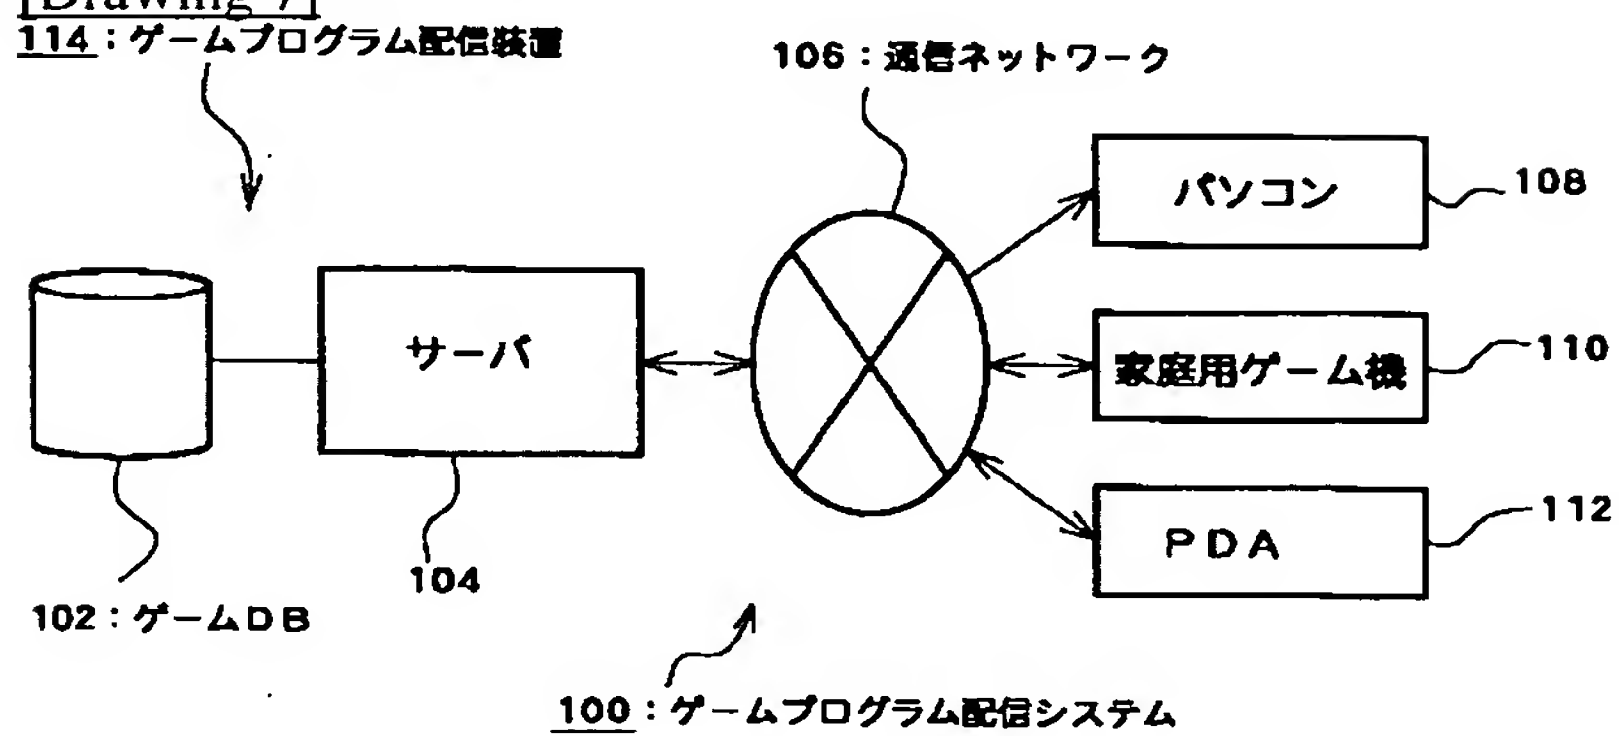 [Drawing 7]
114：ゲームプログラム配信装置
106：通信ネットワーク
パソコン
108
サーバ
家庭用ゲーム機
110
PDA
112
104
102：ゲームDB
100：ゲームプログラム配信システム